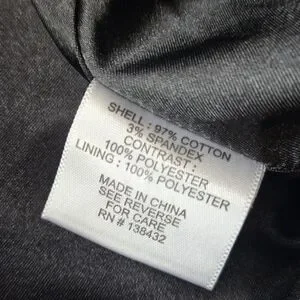 SHELL : 97% COTTON
3% SPANDEX
CONTRAST :
100% POLYESTER
LINING : 100% POLYESTER
MADE IN CHINA
SEE REVERSE
FOR CARE
RN # 138432